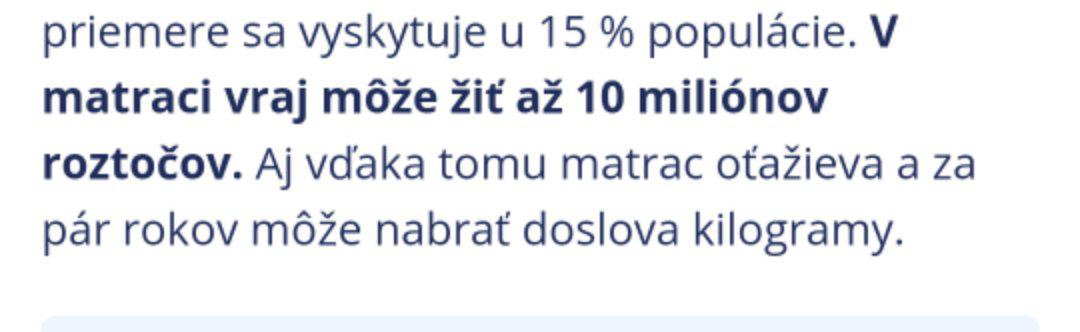 priemere sa vyskytuje u 15 % populácie. V
matraci vraj môže žiť až 10 miliónov
roztočov. Aj vďaka tomu matrac oťažieva a za
pár rokov môže nabrať doslova kilogramy.